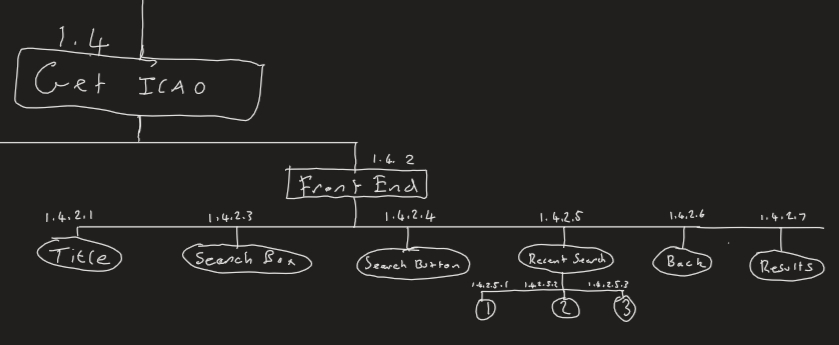 1.4
Get ICAO
1.4.2
Front End
1.4.2.1
1.4.2.3
1.4.2.4
1.4.2.5
1.4.2.6
1.4.2.7
Title
Search Box
Search Button
Recent Search
Back
Results
1.4.2.5.1
1.4.2.5.2
1.4.2.5.3
1
2
3